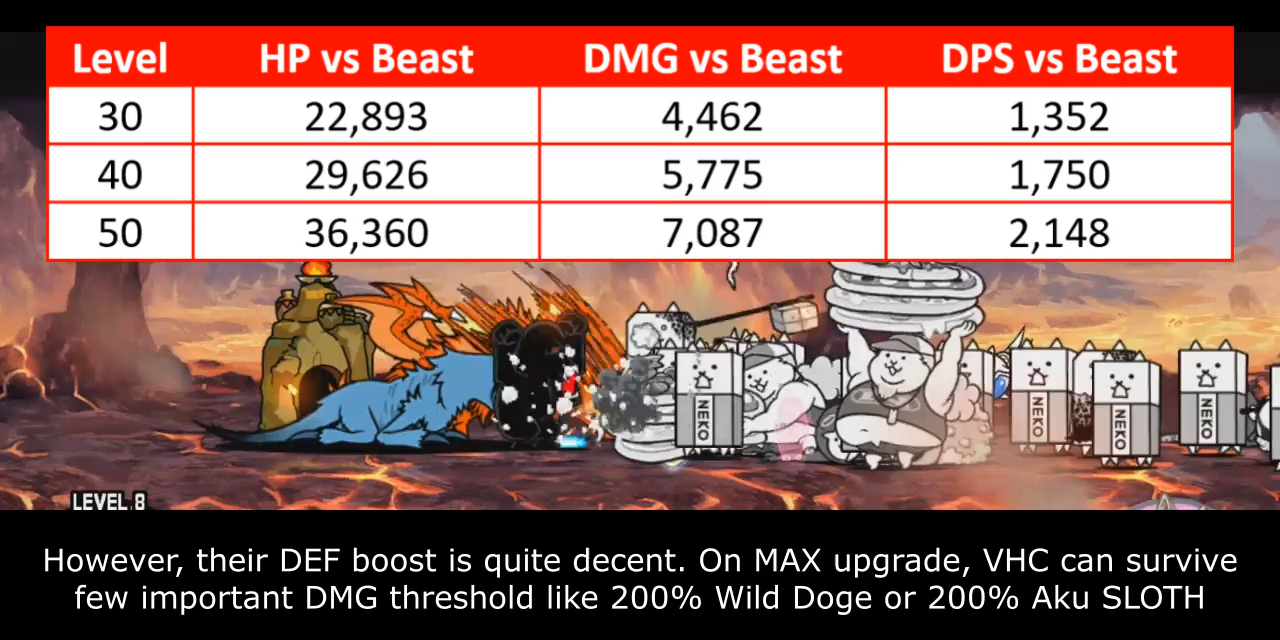 Level HP vs Beast DMG vs Beast DPS vs Beast
30 22,893 4,462 1,352
40 29,626 5,775 1,750
50 36,360 7,087 2,148
NEKO NEKO NEKO NEKO
LEVEL 8
However, their DEF boost is quite decent. On MAX upgrade, VHC can survive
few important DMG threshold like 200% Wild Doge or 200% Aku SLOTH